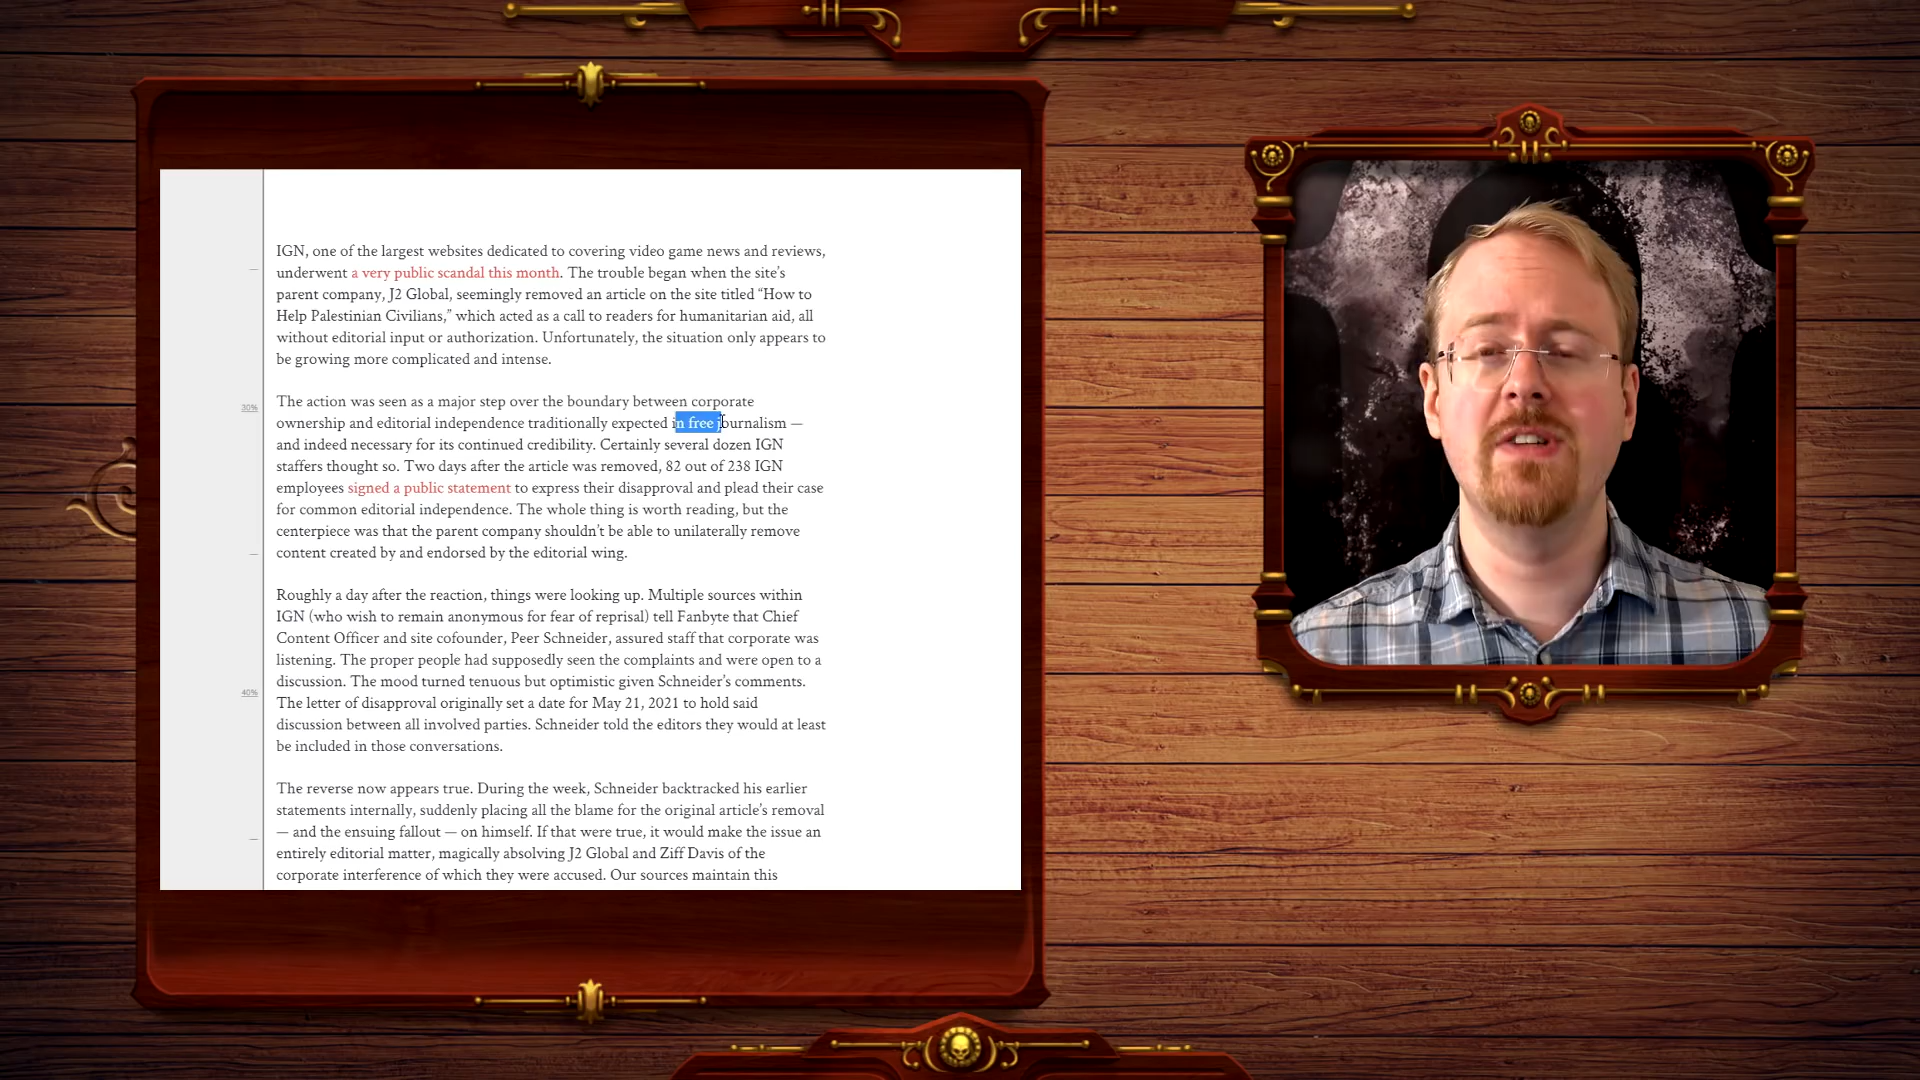 IGN, one of the largest websites dedicated to covering video game news and reviews,
underwent a very public scandal this month. The trouble began when the site’s
parent company, J2 Global, seemingly removed an article on the site titled “How to
Help Palestinian Civilians,” which acted as a call to readers for humanitarian aid, all
without editorial input or authorization. Unfortunately, the situation only appears to
be growing more complicated and intense.
The action was seen as a major step over the boundary between corporate
30%
ownership and editorial independence traditionally expected in free journalism —
and indeed necessary for its continued credibility. Certainly several dozen IGN
staffers thought so. Two days after the article was removed, 82 out of 238 IGN
employees signed a public statement to express their disapproval and plead their case
for common editorial independence. The whole thing is worth reading, but the
centerpiece was that the parent company shouldn’t be able to unilaterally remove
content created by and endorsed by the editorial wing.
Roughly a day after the reaction, things were looking up. Multiple sources within
IGN (who wish to remain anonymous for fear of reprisal) tell Fanbyte that Chief
Content Officer and site cofounder, Peer Schneider, assured staff that corporate was
listening. The proper people had supposedly seen the complaints and were open to a
discussion. The mood turned tenuous but optimistic given Schneider’s comments.
40%
The letter of disapproval originally set a date for May 21, 2021 to hold said
discussion between all involved parties. Schneider told the editors they would at least
be included in those conversations.
The reverse now appears true. During the week, Schneider backtracked his earlier
statements internally, suddenly placing all the blame for the original article’s removal
— and the ensuing fallout — on himself. If that were true, it would make the issue an
entirely editorial matter, magically absolving J2 Global and Ziff Davis of the
corporate interference of which they were accused. Our sources maintain this